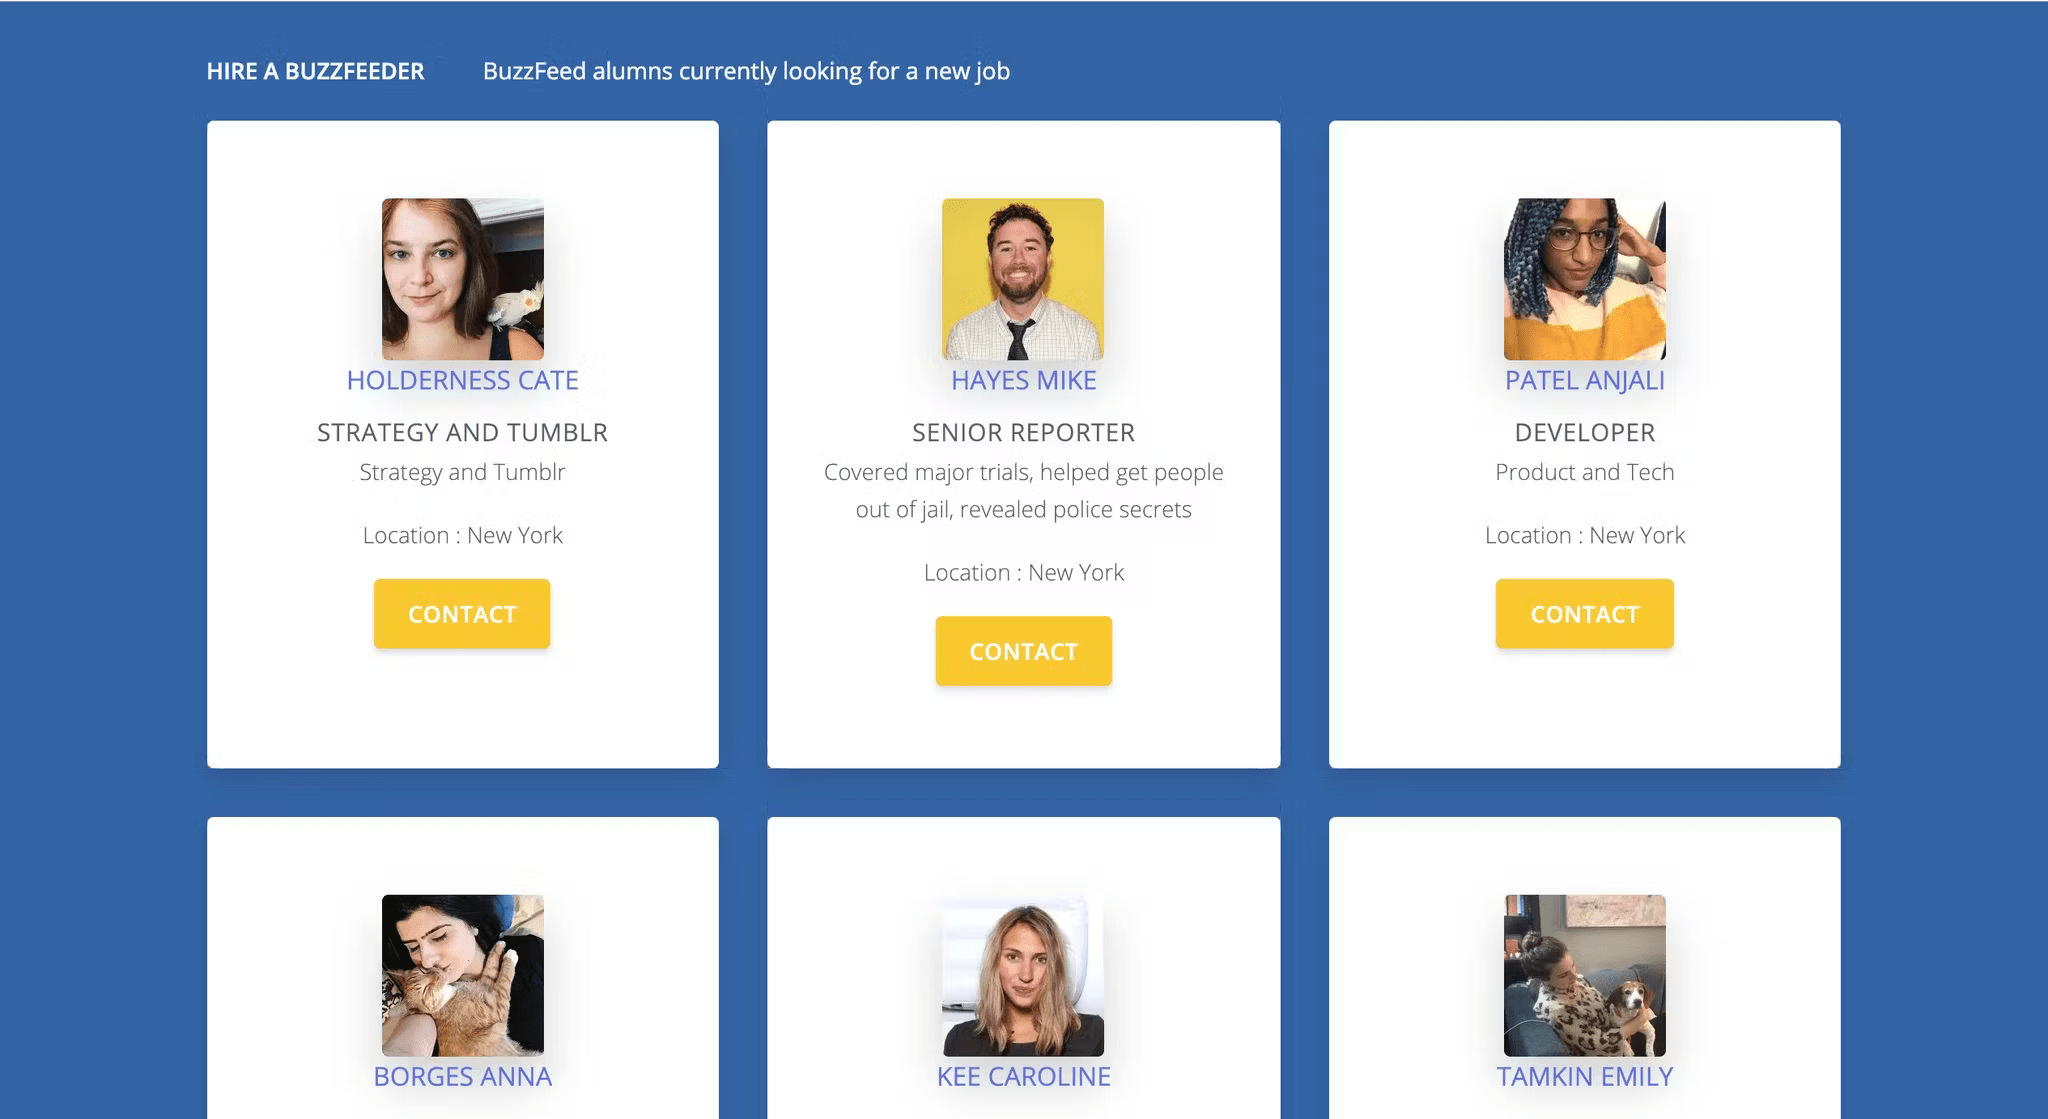 HIRE A BUZZFEEDER BuzzFeed alumns currently looking for a new job
HOLDERNESS CATE
STRATEGY AND TUMBLR
Strategy and Tumblr
Location : New York
CONTACT
HAYES MIKE
SENIOR REPORTER
Covered major trials, helped get people
out of jail, revealed police secrets
Location : New York
CONTACT
PATEL ANJALI
DEVELOPER
Product and Tech
Location : New York
CONTACT
BORGES ANNA
KEE CAROLINE
TAMKIN EMILY